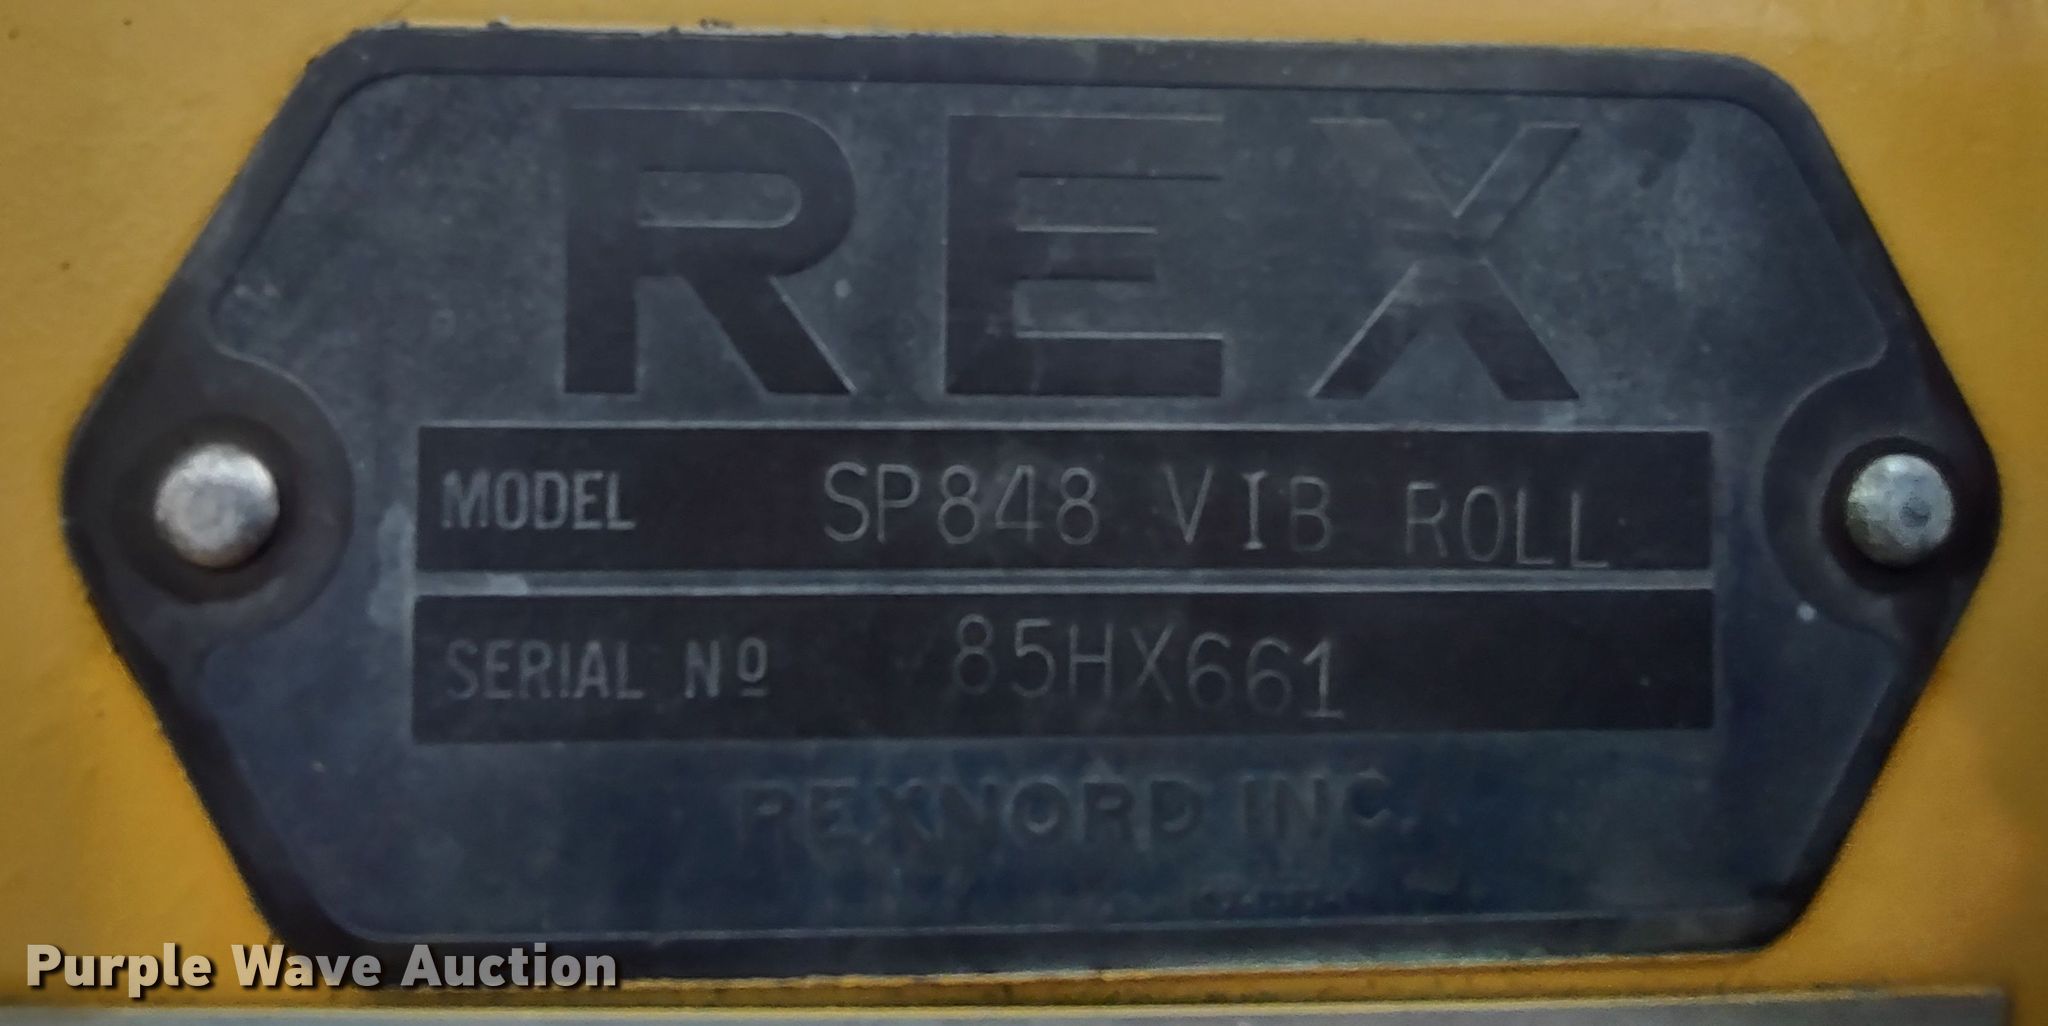 REX
MODEL SP848 VIB ROLL
SERIAL Nº 85HX661
REXNORD INC.
Purple Wave Auction